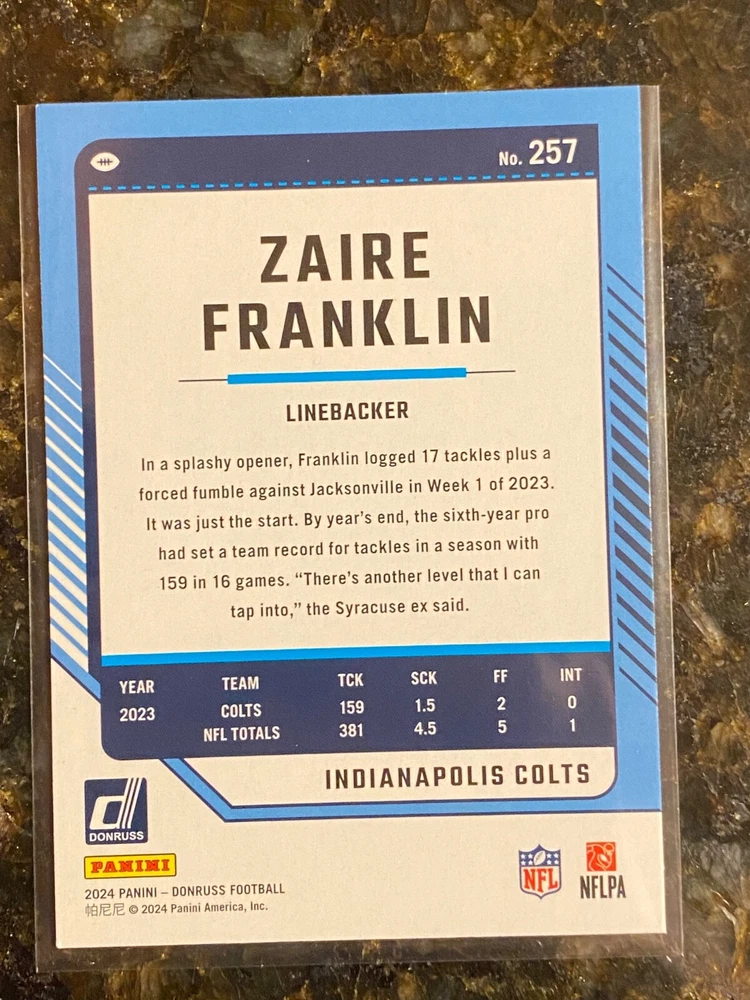 No. 257
ZAIRE
FRANKLIN
LINEBACKER
In a splashy opener, Franklin logged 17 tackles plus a
forced fumble against Jacksonville in Week 1 of 2023.
It was just the start. By year's end, the sixth-year pro
had set a team record for tackles in a season with
159 in 16 games. “There's another level that I can
tap into,” the Syracuse ex said.
YEAR TEAM TCK SCK FF INT
2023 COLTS 159 1.5 2 0
NFL TOTALS 381 4.5 5 1
INDIANAPOLIS COLTS
d
DONRUSS
PANINI
2024 PANINI – DONRUSS FOOTBALL
帕尼尼 © 2024 Panini America, Inc.
NFL
NFLPA